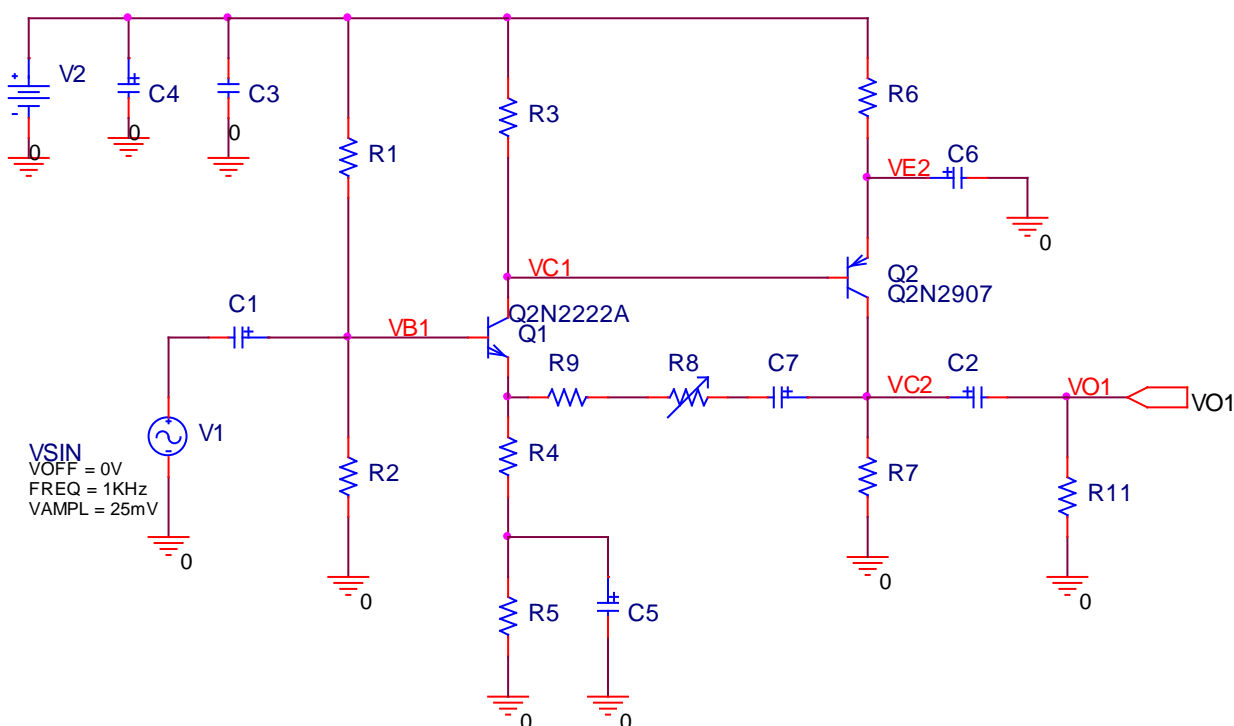 V2
C4
C3
R1
R3
R6
0
0
0
VE2
C6
0
VC1
Q2
Q2N2907
C1
VB1
Q2N2222A
Q1
R9
R8
C7
VC2
C2
VO1
VO1
V1
VSIN
VOFF = 0V
FREQ = 1KHz
VAMPL = 25mV
R2
R4
R7
R11
0
0
0
0
R5
C5
0
0